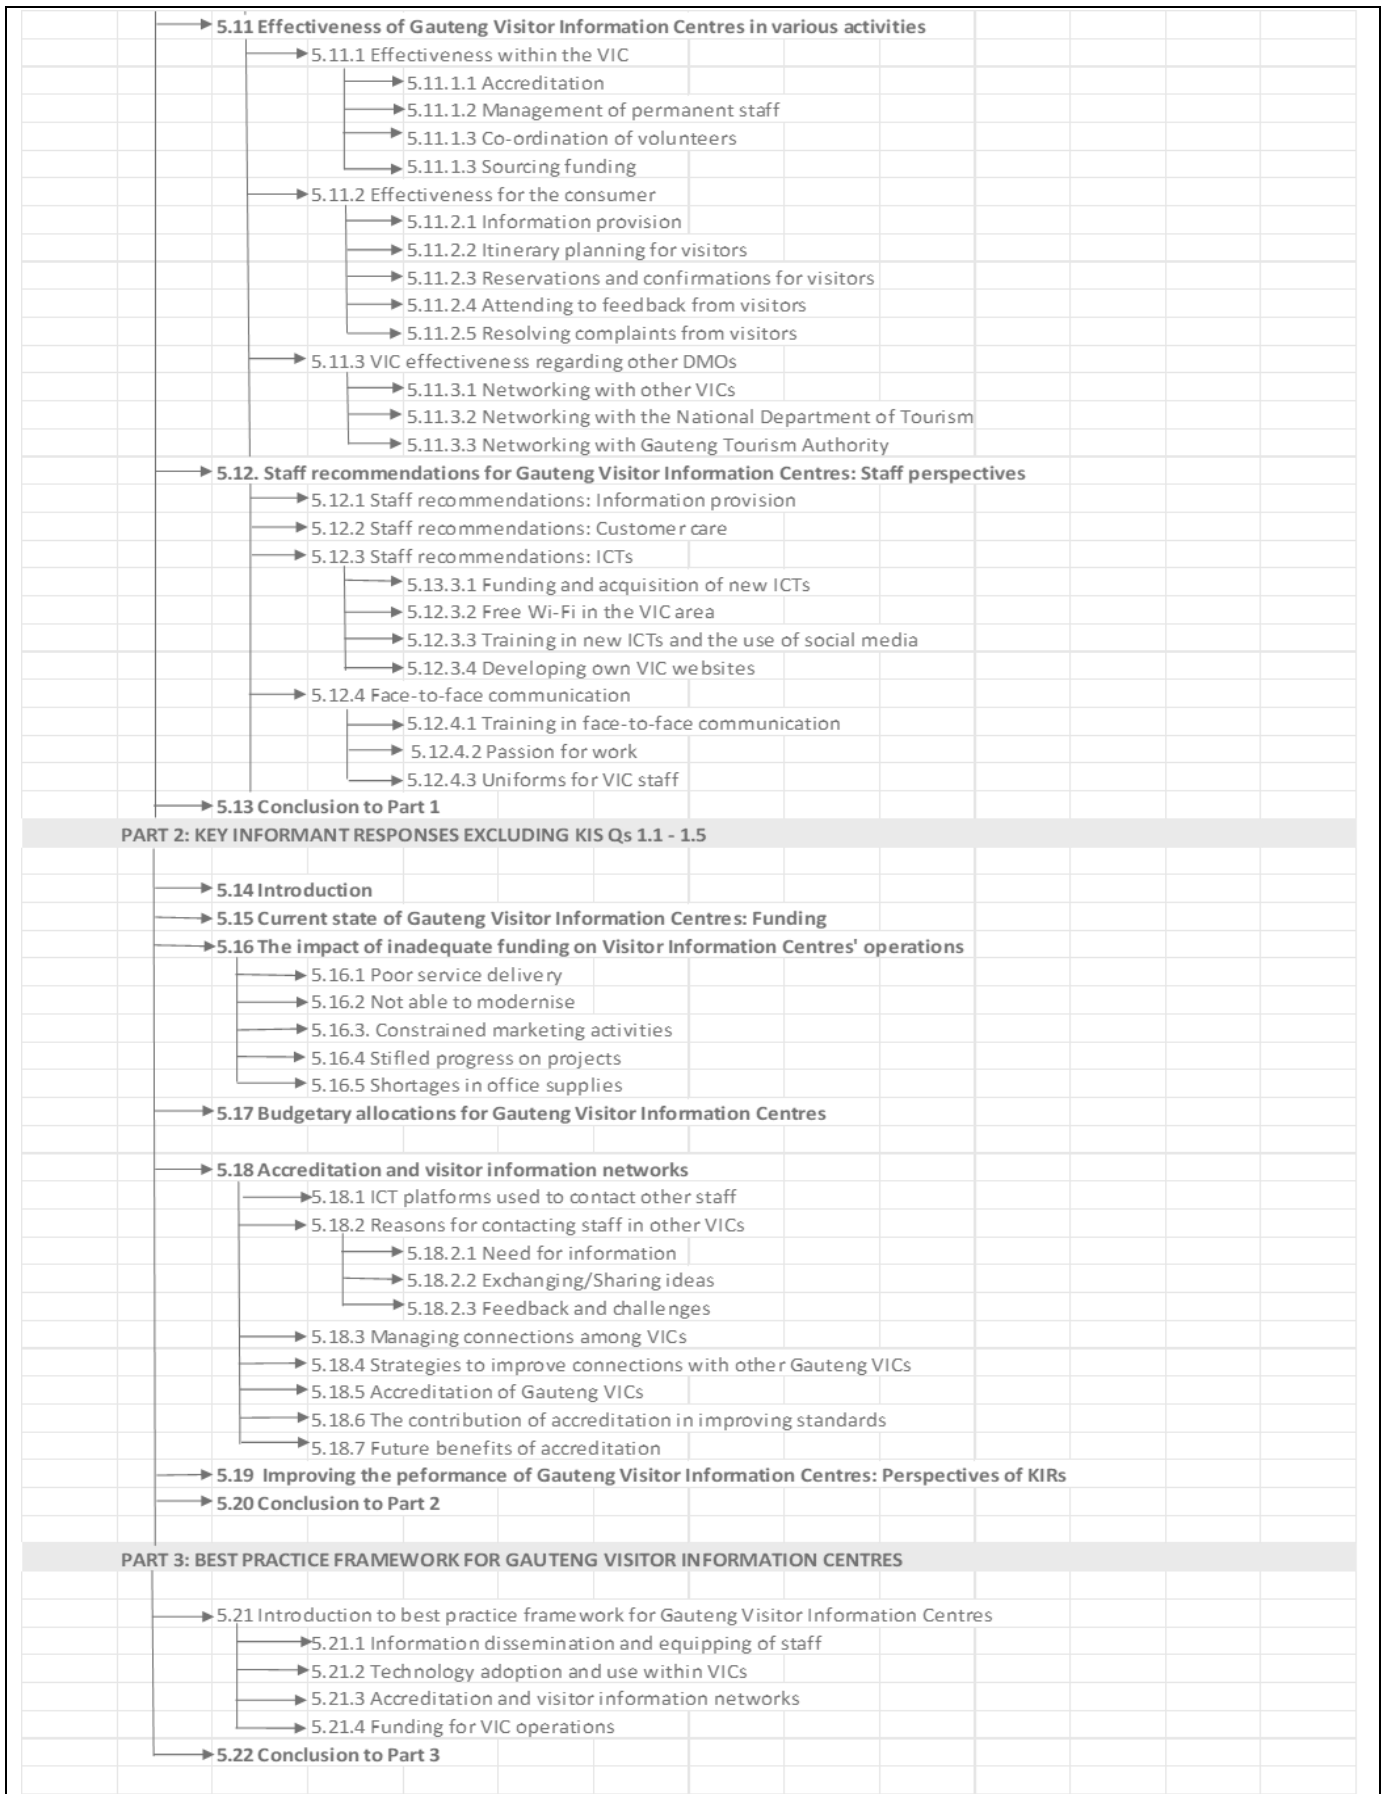 5.11 Effectiveness of Gauteng Visitor Information Centres in various activities
5.11.1 Effectiveness within the VIC
5.11.1.1 Accreditation
5.11.1.2 Management of permanent staff
5.11.1.3 Co-ordination of volunteers
5.11.1.3 Sourcing funding
5.11.2 Effectiveness for the consumer
5.11.2.1 Information provision
5.11.2.2 Itinerary planning for visitors
5.11.2.3 Reservations and confirmations for visitors
5.11.2.4 Attending to feedback from visitors
5.11.2.5 Resolving complaints from visitors
5.11.3 VIC effectiveness regarding other DMOs
5.11.3.1 Networking with other VICs
5.11.3.2 Networking with the National Department of Tourism
5.11.3.3 Networking with Gauteng Tourism Authority
5.12. Staff recommendations for Gauteng Visitor Information Centres: Staff perspectives
5.12.1 Staff recommendations: Information provision
5.12.2 Staff recommendations: Customer care
5.12.3 Staff recommendations: ICTs
5.13.3.1 Funding and acquisition of new ICTs
5.12.3.2 Free Wi-Fi in the VIC area
5.12.3.3 Training in new ICTs and the use of social media
5.12.3.4 Developing own VIC websites
5.12.4 Face-to-face communication
5.12.4.1 Training in face-to-face communication
5.12.4.2 Passion for work
5.12.4.3 Uniforms for VIC staff
5.13 Conclusion to Part 1
PART 2: KEY INFORMANT RESPONSES EXCLUDING KIS Qs 1.1 - 1.5
5.14 Introduction
5.15 Current state of Gauteng Visitor Information Centres: Funding
5.16 The impact of inadequate funding on Visitor Information Centres' operations
5.16.1 Poor service delivery
5.16.2 Not able to modernise
5.16.3. Constrained marketing activities
5.16.4 Stifled progress on projects
5.16.5 Shortages in office supplies
5.17 Budgetary allocations for Gauteng Visitor Information Centres
5.18 Accreditation and visitor information networks
5.18.1 ICT platforms used to contact other staff
5.18.2 Reasons for contacting staff in other VICs
5.18.2.1 Need for information
5.18.2.2 Exchanging/Sharing ideas
5.18.2.3 Feedback and challenges
5.18.3 Managing connections among VICs
5.18.4 Strategies to improve connections with other Gauteng VICs
5.18.5 Accreditation of Gauteng VICs
5.18.6 The contribution of accreditation in improving standards
5.18.7 Future benefits of accreditation
5.19 Improving the peformance of Gauteng Visitor Information Centres: Perspectives of KIRs
5.20 Conclusion to Part 2
PART 3: BEST PRACTICE FRAMEWORK FOR GAUTENG VISITOR INFORMATION CENTRES
5.21 Introduction to best practice framework for Gauteng Visitor Information Centres
5.21.1 Information dissemination and equipping of staff
5.21.2 Technology adoption and use within VICs
5.21.3 Accreditation and visitor information networks
5.21.4 Funding for VIC operations
5.22 Conclusion to Part 3